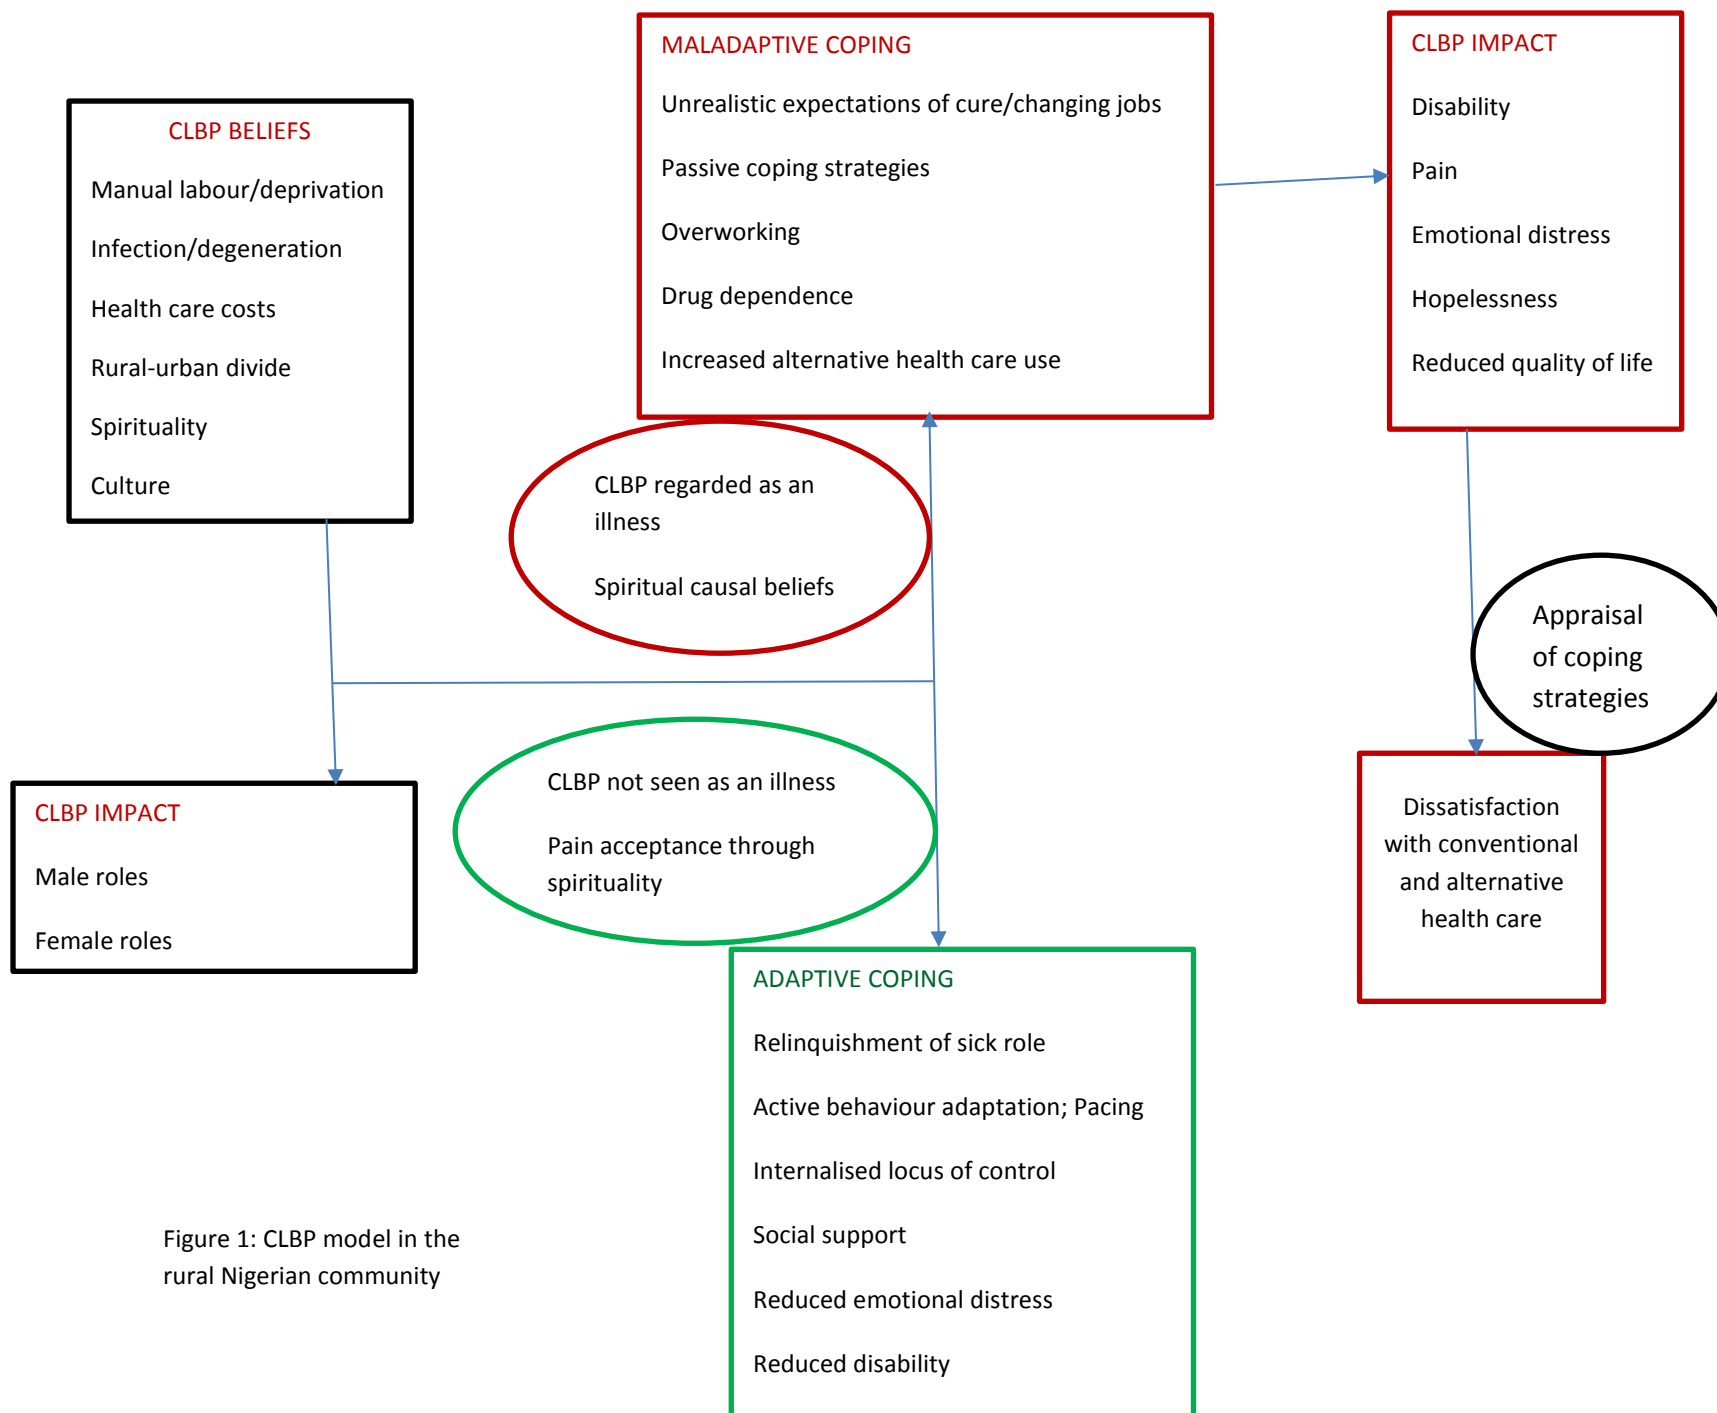 CLBP BELIEFS
Manual labour/deprivation
Infection/degeneration
Health care costs
Rural-urban divide
Spirituality
Culture
MALADAPTIVE COPING
Unrealistic expectations of cure/changing jobs
Passive coping strategies
Overworking
Drug dependence
Increased alternative health care use
CLBP IMPACT
Disability
Pain
Emotional distress
Hopelessness
Reduced quality of life
CLBP regarded as an
illness
Spiritual causal beliefs
Appraisal
of coping
strategies
CLBP IMPACT
Male roles
Female roles
CLBP not seen as an illness
Pain acceptance through
spirituality
Dissatisfaction
with conventional
and alternative
health care
ADAPTIVE COPING
Relinquishment of sick role
Active behaviour adaptation; Pacing
Internalised locus of control
Social support
Reduced emotional distress
Reduced disability
Figure 1: CLBP model in the
rural Nigerian community